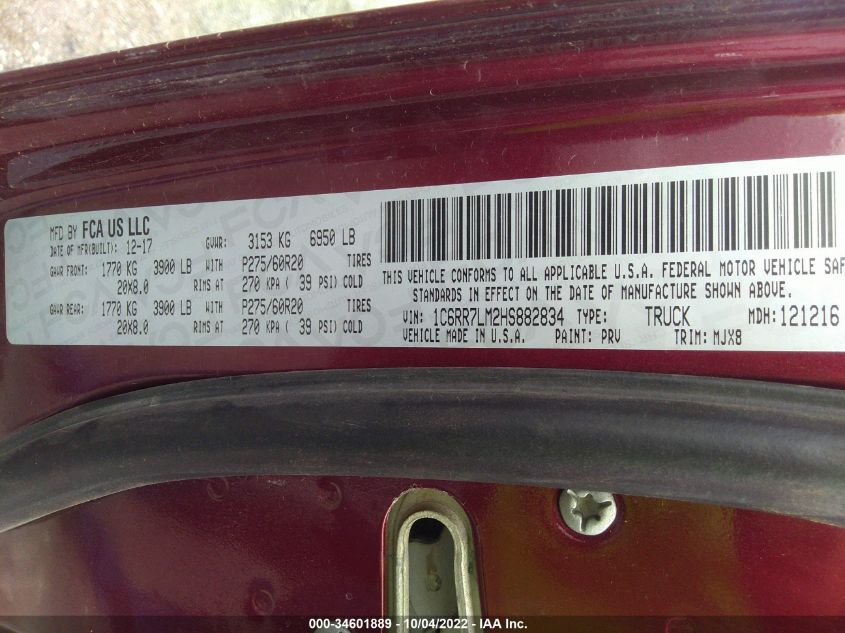 MFD BY FCA US LLC
DATE OF MFR(BUILT): 12-17 GVWR: 3153 KG 6950 LB
GAWR FRONT: 1770 KG 3900 LB WITH P275/60R20 TIRES
20X8.0 RIMS AT 270 KPA ( 39 PSI) COLD
GAWR REAR: 1770 KG 3900 LB WITH P275/60R20 TIRES
20X8.0 RIMS AT 270 KPA ( 39 PSI) COLD
THIS VEHICLE CONFORMS TO ALL APPLICABLE U.S.A. FEDERAL MOTOR VEHICLE SAF
STANDARDS IN EFFECT ON THE DATE OF MANUFACTURE SHOWN ABOVE.
VIN: 1C6RR7LM2HS882834 TYPE: TRUCK MDH: 121216
VEHICLE MADE IN U.S.A. PAINT: PRV TRIM: MJX8
000-34601889 - 10/04/2022 - IAA Inc.